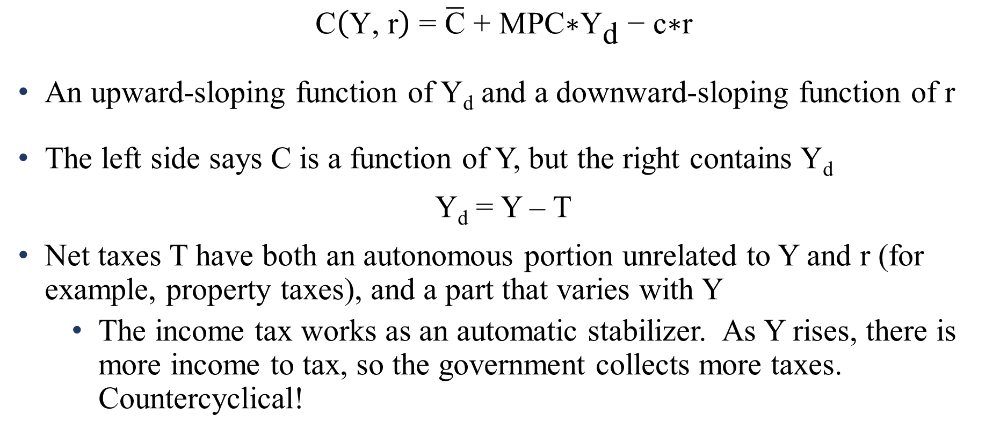 C(Y, r) = C̅ + MPC*Y_d − c*r
• An upward-sloping function of Y_d and a downward-sloping function of r
• The left side says C is a function of Y, but the right contains Y_d
Y_d = Y – T
• Net taxes T have both an autonomous portion unrelated to Y and r (for
example, property taxes), and a part that varies with Y
• The income tax works as an automatic stabilizer. As Y rises, there is
more income to tax, so the government collects more taxes.
Countercyclical!